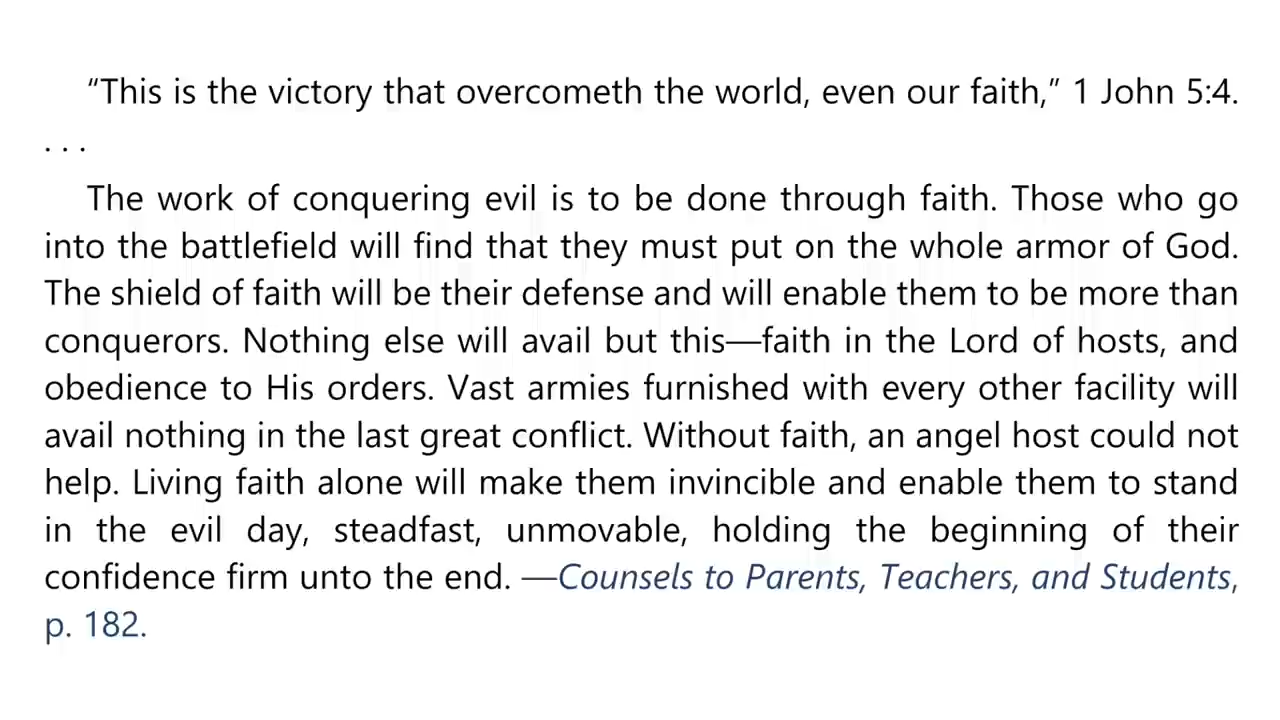 “This is the victory that overcometh the world, even our faith,” 1 John 5:4.
. . .
The work of conquering evil is to be done through faith. Those who go
into the battlefield will find that they must put on the whole armor of God.
The shield of faith will be their defense and will enable them to be more than
conquerors. Nothing else will avail but this—faith in the Lord of hosts, and
obedience to His orders. Vast armies furnished with every other facility will
avail nothing in the last great conflict. Without faith, an angel host could not
help. Living faith alone will make them invincible and enable them to stand
in the evil day, steadfast, unmovable, holding the beginning of their
confidence firm unto the end. —Counsels to Parents, Teachers, and Students,
p. 182.